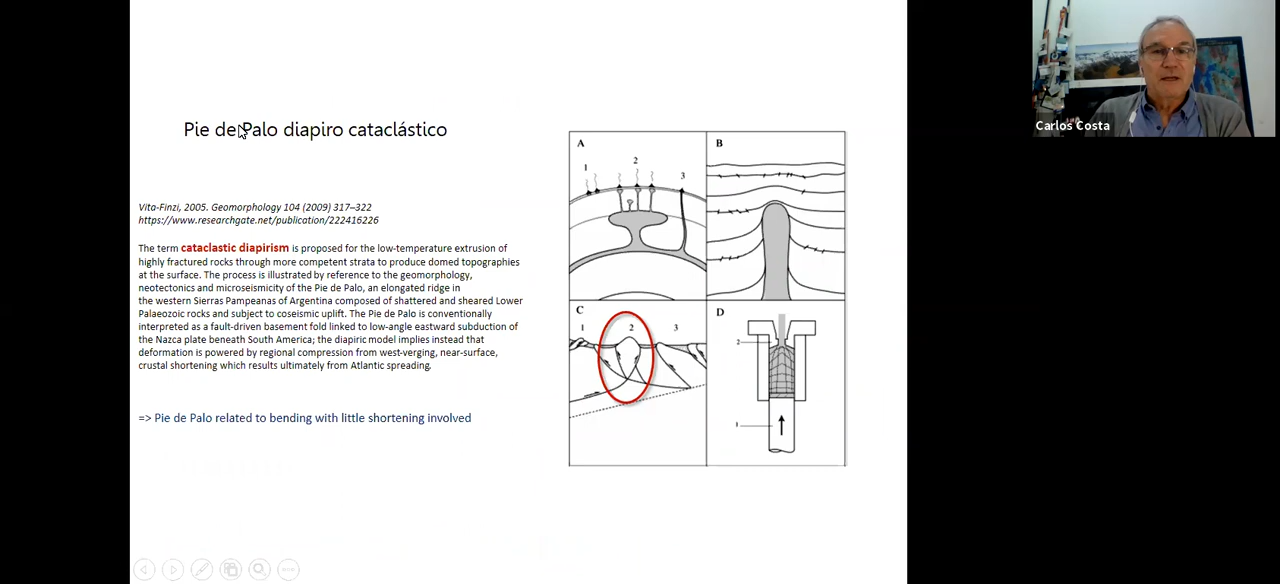 Pie de Palo diapiro cataclástico
Vita-Finzi, 2005. Geomorphology 104 (2009) 317–322
https://www.researchgate.net/publication/222416226
The term cataclastic diapirism is proposed for the low-temperature extrusion of
highly fractured rocks through more competent strata to produce domed topographies
at the surface. The process is illustrated by reference to the geomorphology,
neotectonics and microseismicity of the Pie de Palo, an elongated ridge in
the western Sierras Pampeanas of Argentina composed of shattered and sheared Lower
Palaeozoic rocks and subject to coseismic uplift. The Pie de Palo is conventionally
interpreted as a fault-driven basement fold linked to low-angle eastward subduction of
the Nazca plate beneath South America; the diapiric model implies instead that
deformation is powered by regional compression from west-verging, near-surface,
crustal shortening which results ultimately from Atlantic spreading.
=> Pie de Palo related to bending with little shortening involved
A
1
2
3
B
C
1
2
3
D
2
1
Carlos Costa